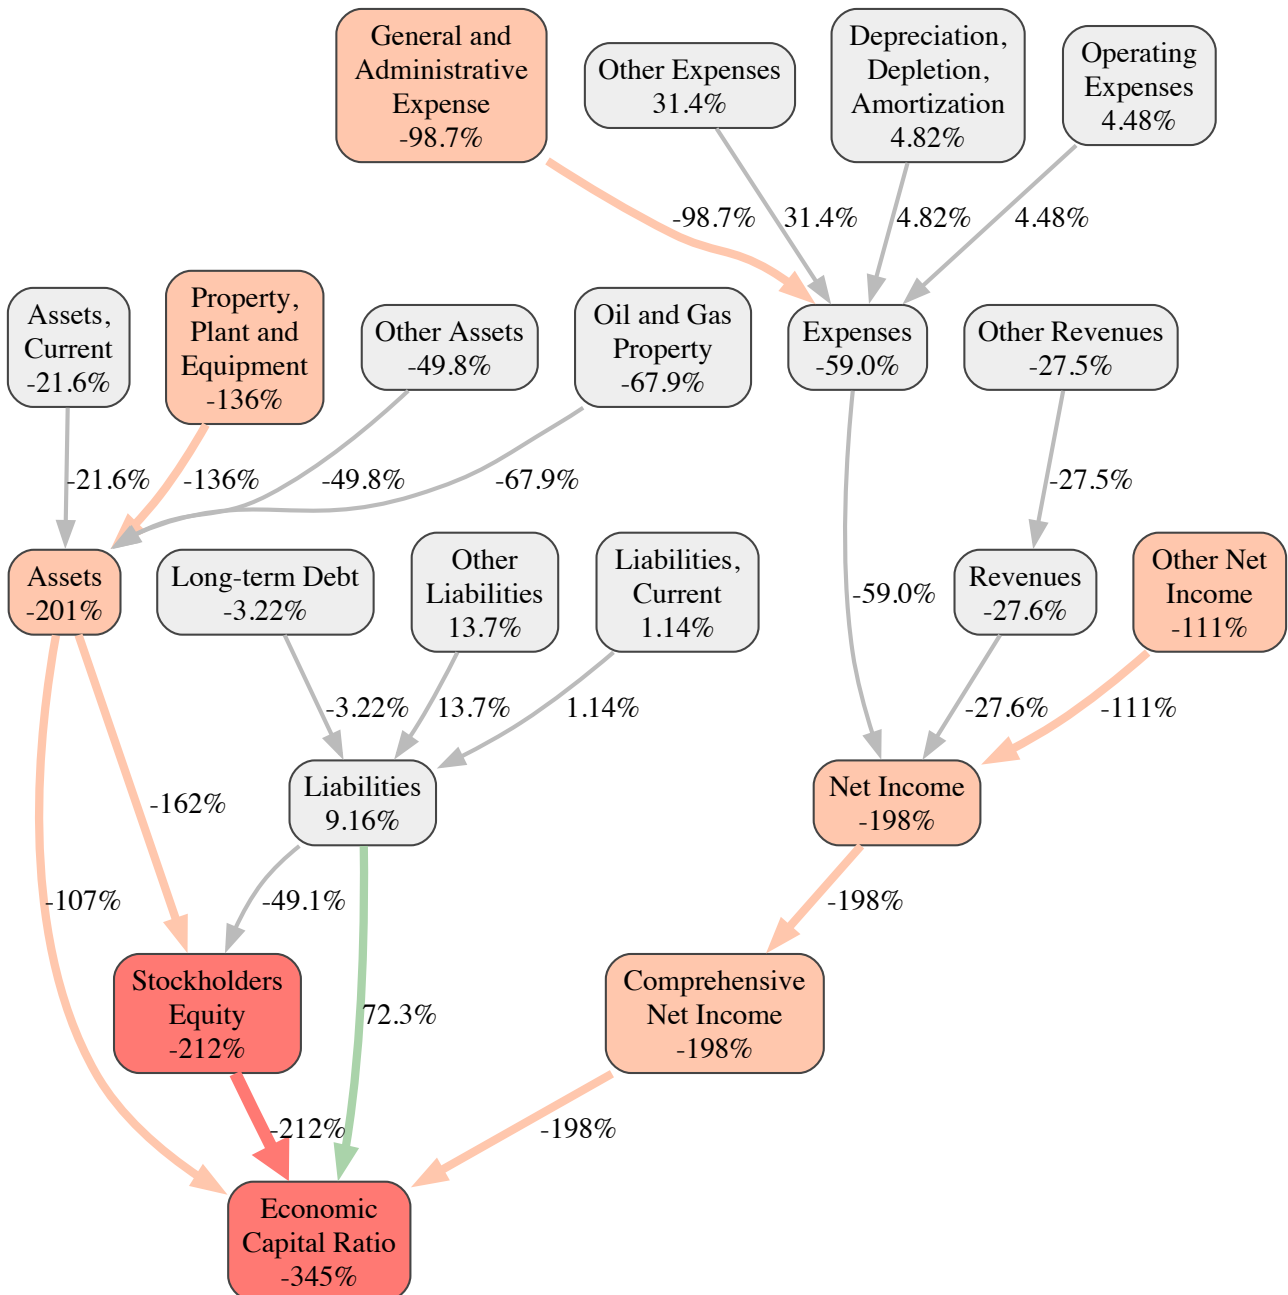 General and
Administrative
Expense
-98.7%
Other Expenses
31.4%
Depreciation,
Depletion,
Amortization
4.82%
Operating
Expenses
4.48%
-98.7%
31.4%
4.82%
4.48%
Assets,
Current
-21.6%
Property,
Plant and
Equipment
-136%
Other Assets
-49.8%
Oil and Gas
Property
-67.9%
Expenses
-59.0%
Other Revenues
-27.5%
-21.6%
-136%
-49.8%
-67.9%
-27.5%
Assets
-201%
Long-term Debt
-3.22%
Other
Liabilities
13.7%
Liabilities,
Current
1.14%
-59.0%
Revenues
-27.6%
Other Net
Income
-111%
-3.22%
13.7%
1.14%
-27.6%
-111%
-162%
Liabilities
9.16%
Net Income
-198%
-107%
-49.1%
-198%
Stockholders
Equity
-212%
72.3%
Comprehensive
Net Income
-198%
-212%
-198%
Economic
Capital Ratio
-345%